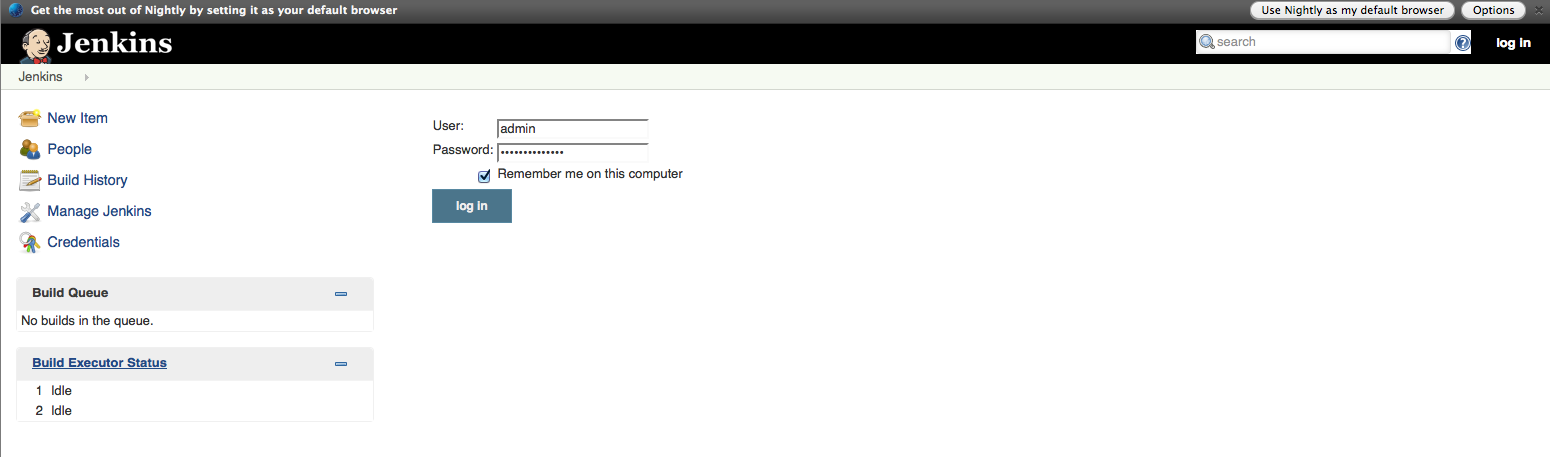 Get the most out of Nightly by setting it as your default browser
Use Nightly as my default browser
Options
Jenkins
search
log in
Jenkins
New Item
People
Build History
Manage Jenkins
Credentials
User:
admin
Password:
••••••••••••••
Remember me on this computer
log in
Build Queue
No builds in the queue.
Build Executor Status
1 Idle
2 Idle